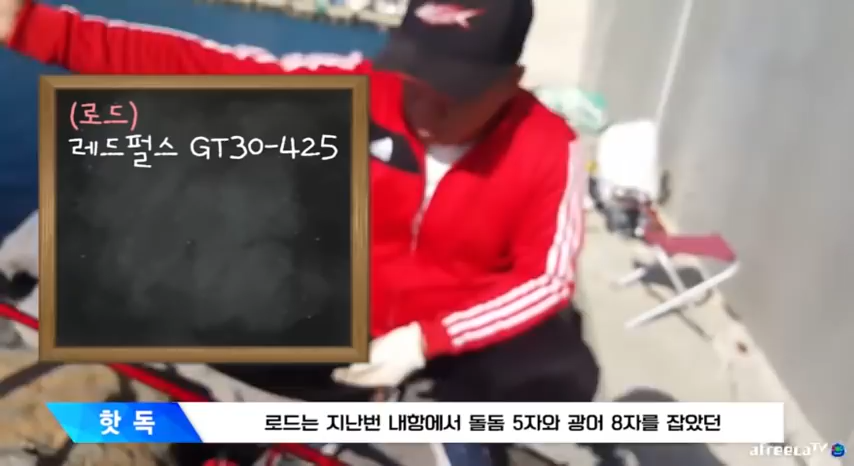 (로드)
레드펄스 GT30-425
핫 독
로드는 지난번 내항에서 돌돔 5자와 광어 8자를 잡았던
afreecaTV